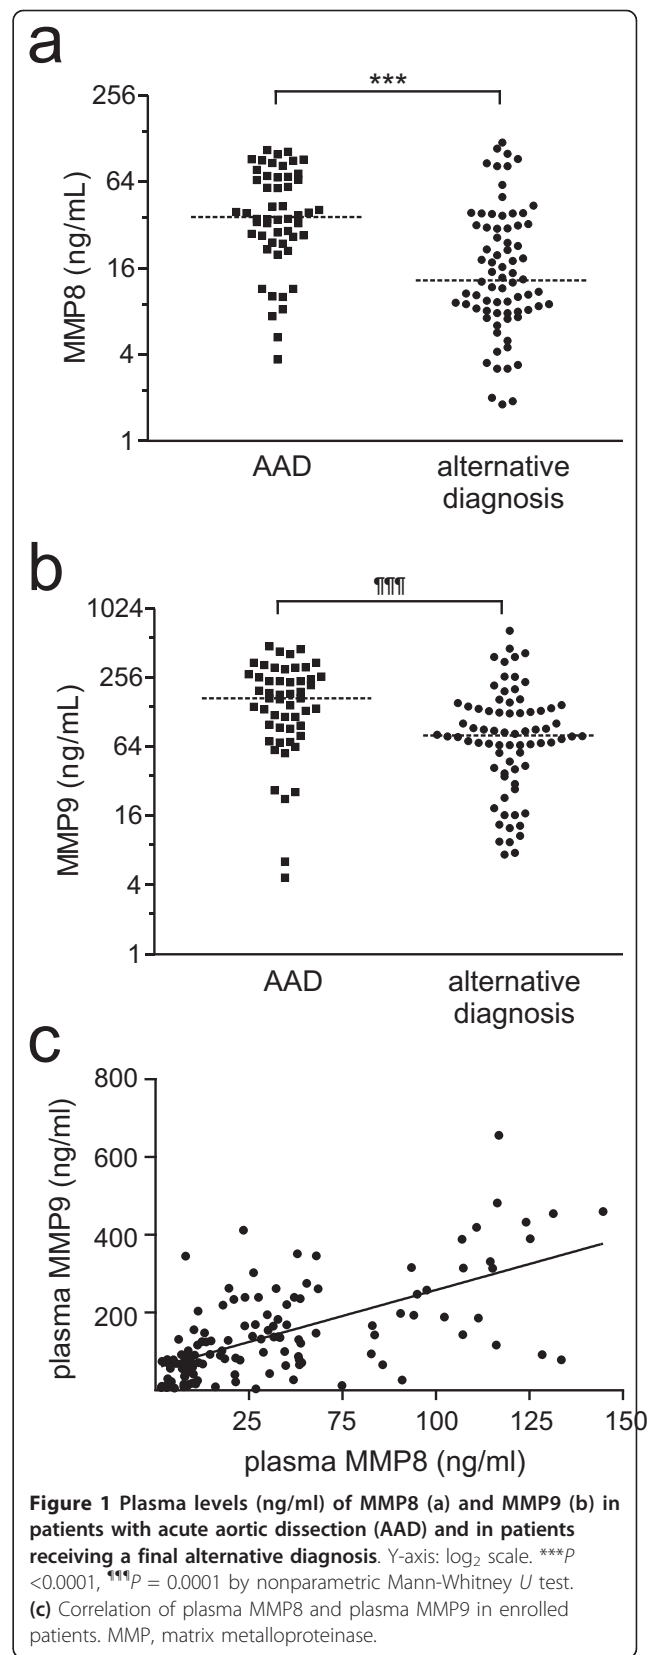 a
***
256
64
16
4
1
MMP8 (ng/mL)
AAD
alternative
diagnosis
b
¶¶¶
1024
256
64
16
4
1
MMP9 (ng/mL)
AAD
alternative
diagnosis
c
800
600
400
200
plasma MMP9 (ng/ml)
25
75
100
125
150
plasma MMP8 (ng/ml)
Figure 1 Plasma levels (ng/ml) of MMP8 (a) and MMP9 (b) in
patients with acute aortic dissection (AAD) and in patients
receiving a final alternative diagnosis. Y-axis: log₂ scale. ***P
<0.0001, ¶¶¶P = 0.0001 by nonparametric Mann-Whitney U test.
(c) Correlation of plasma MMP8 and plasma MMP9 in enrolled
patients. MMP, matrix metalloproteinase.